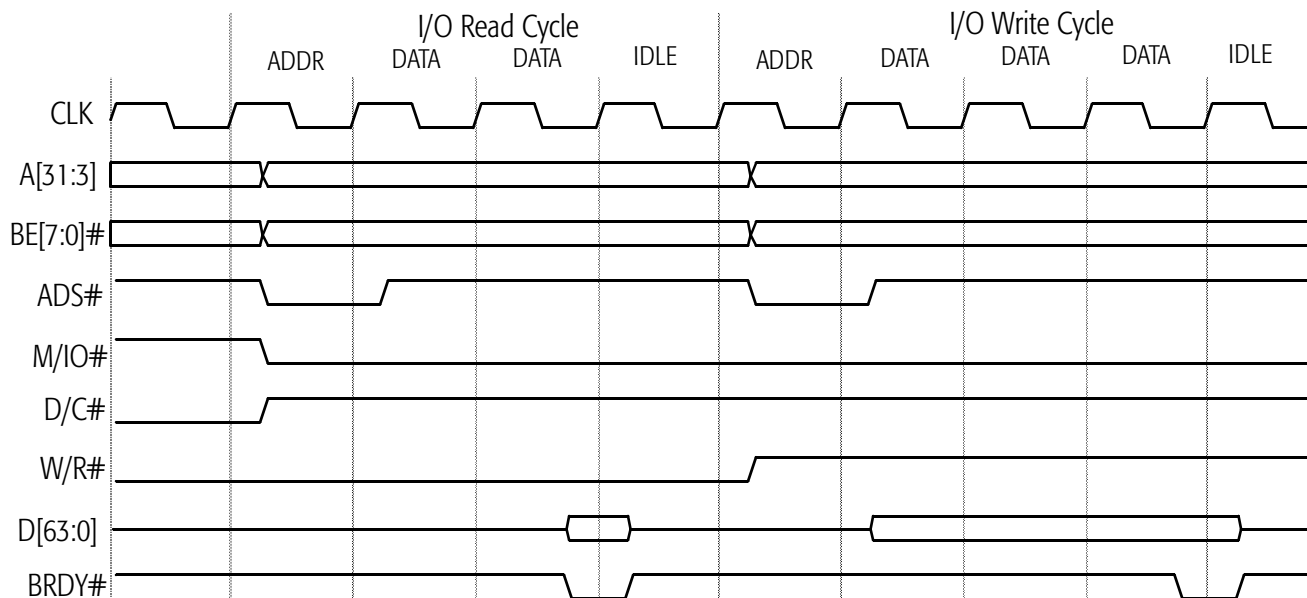 I/O Read Cycle I/O Write Cycle
ADDR DATA DATA IDLE ADDR DATA DATA DATA IDLE
CLK
A[31:3]
BE[7:0]#
ADS#
M/IO#
D/C#
W/R#
D[63:0]
BRDY#